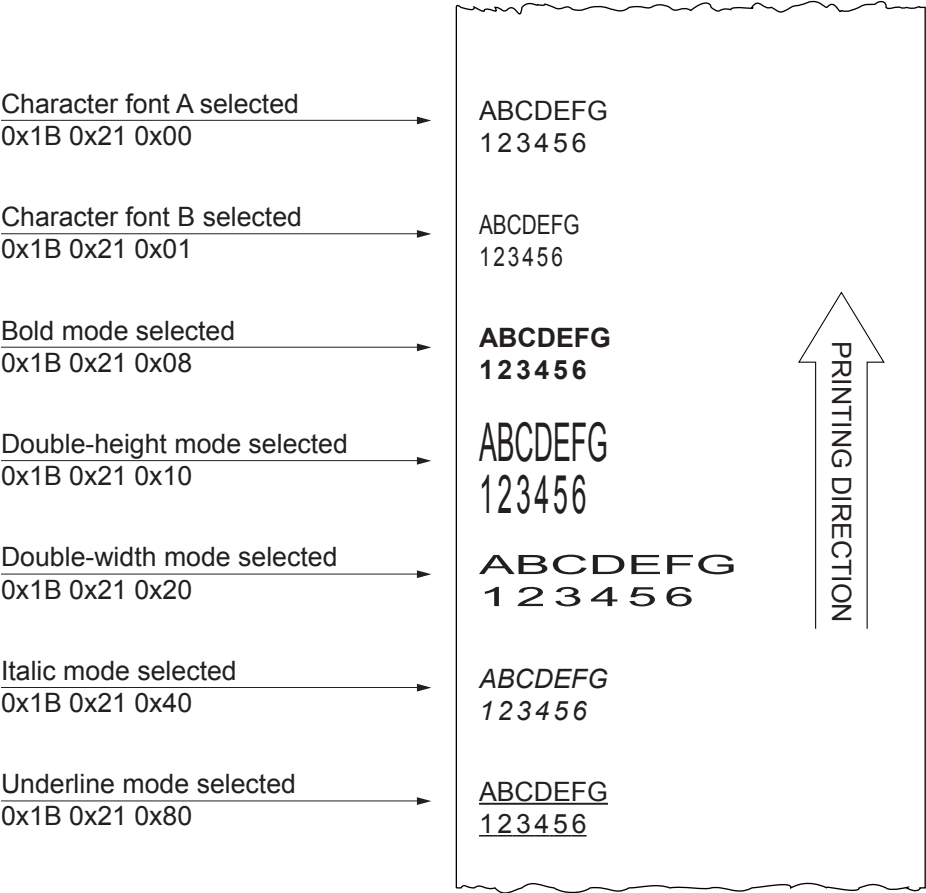 Character font A selected
0x1B 0x21 0x00
ABCDEFG
123456
Character font B selected
0x1B 0x21 0x01
ABCDEFG
123456
Bold mode selected
0x1B 0x21 0x08
ABCDEFG
123456
Double-height mode selected
0x1B 0x21 0x10
ABCDEFG
123456
Double-width mode selected
0x1B 0x21 0x20
ABCDEFG
123456
Italic mode selected
0x1B 0x21 0x40
ABCDEFG
123456
Underline mode selected
0x1B 0x21 0x80
ABCDEFG
123456
PRINTING DIRECTION